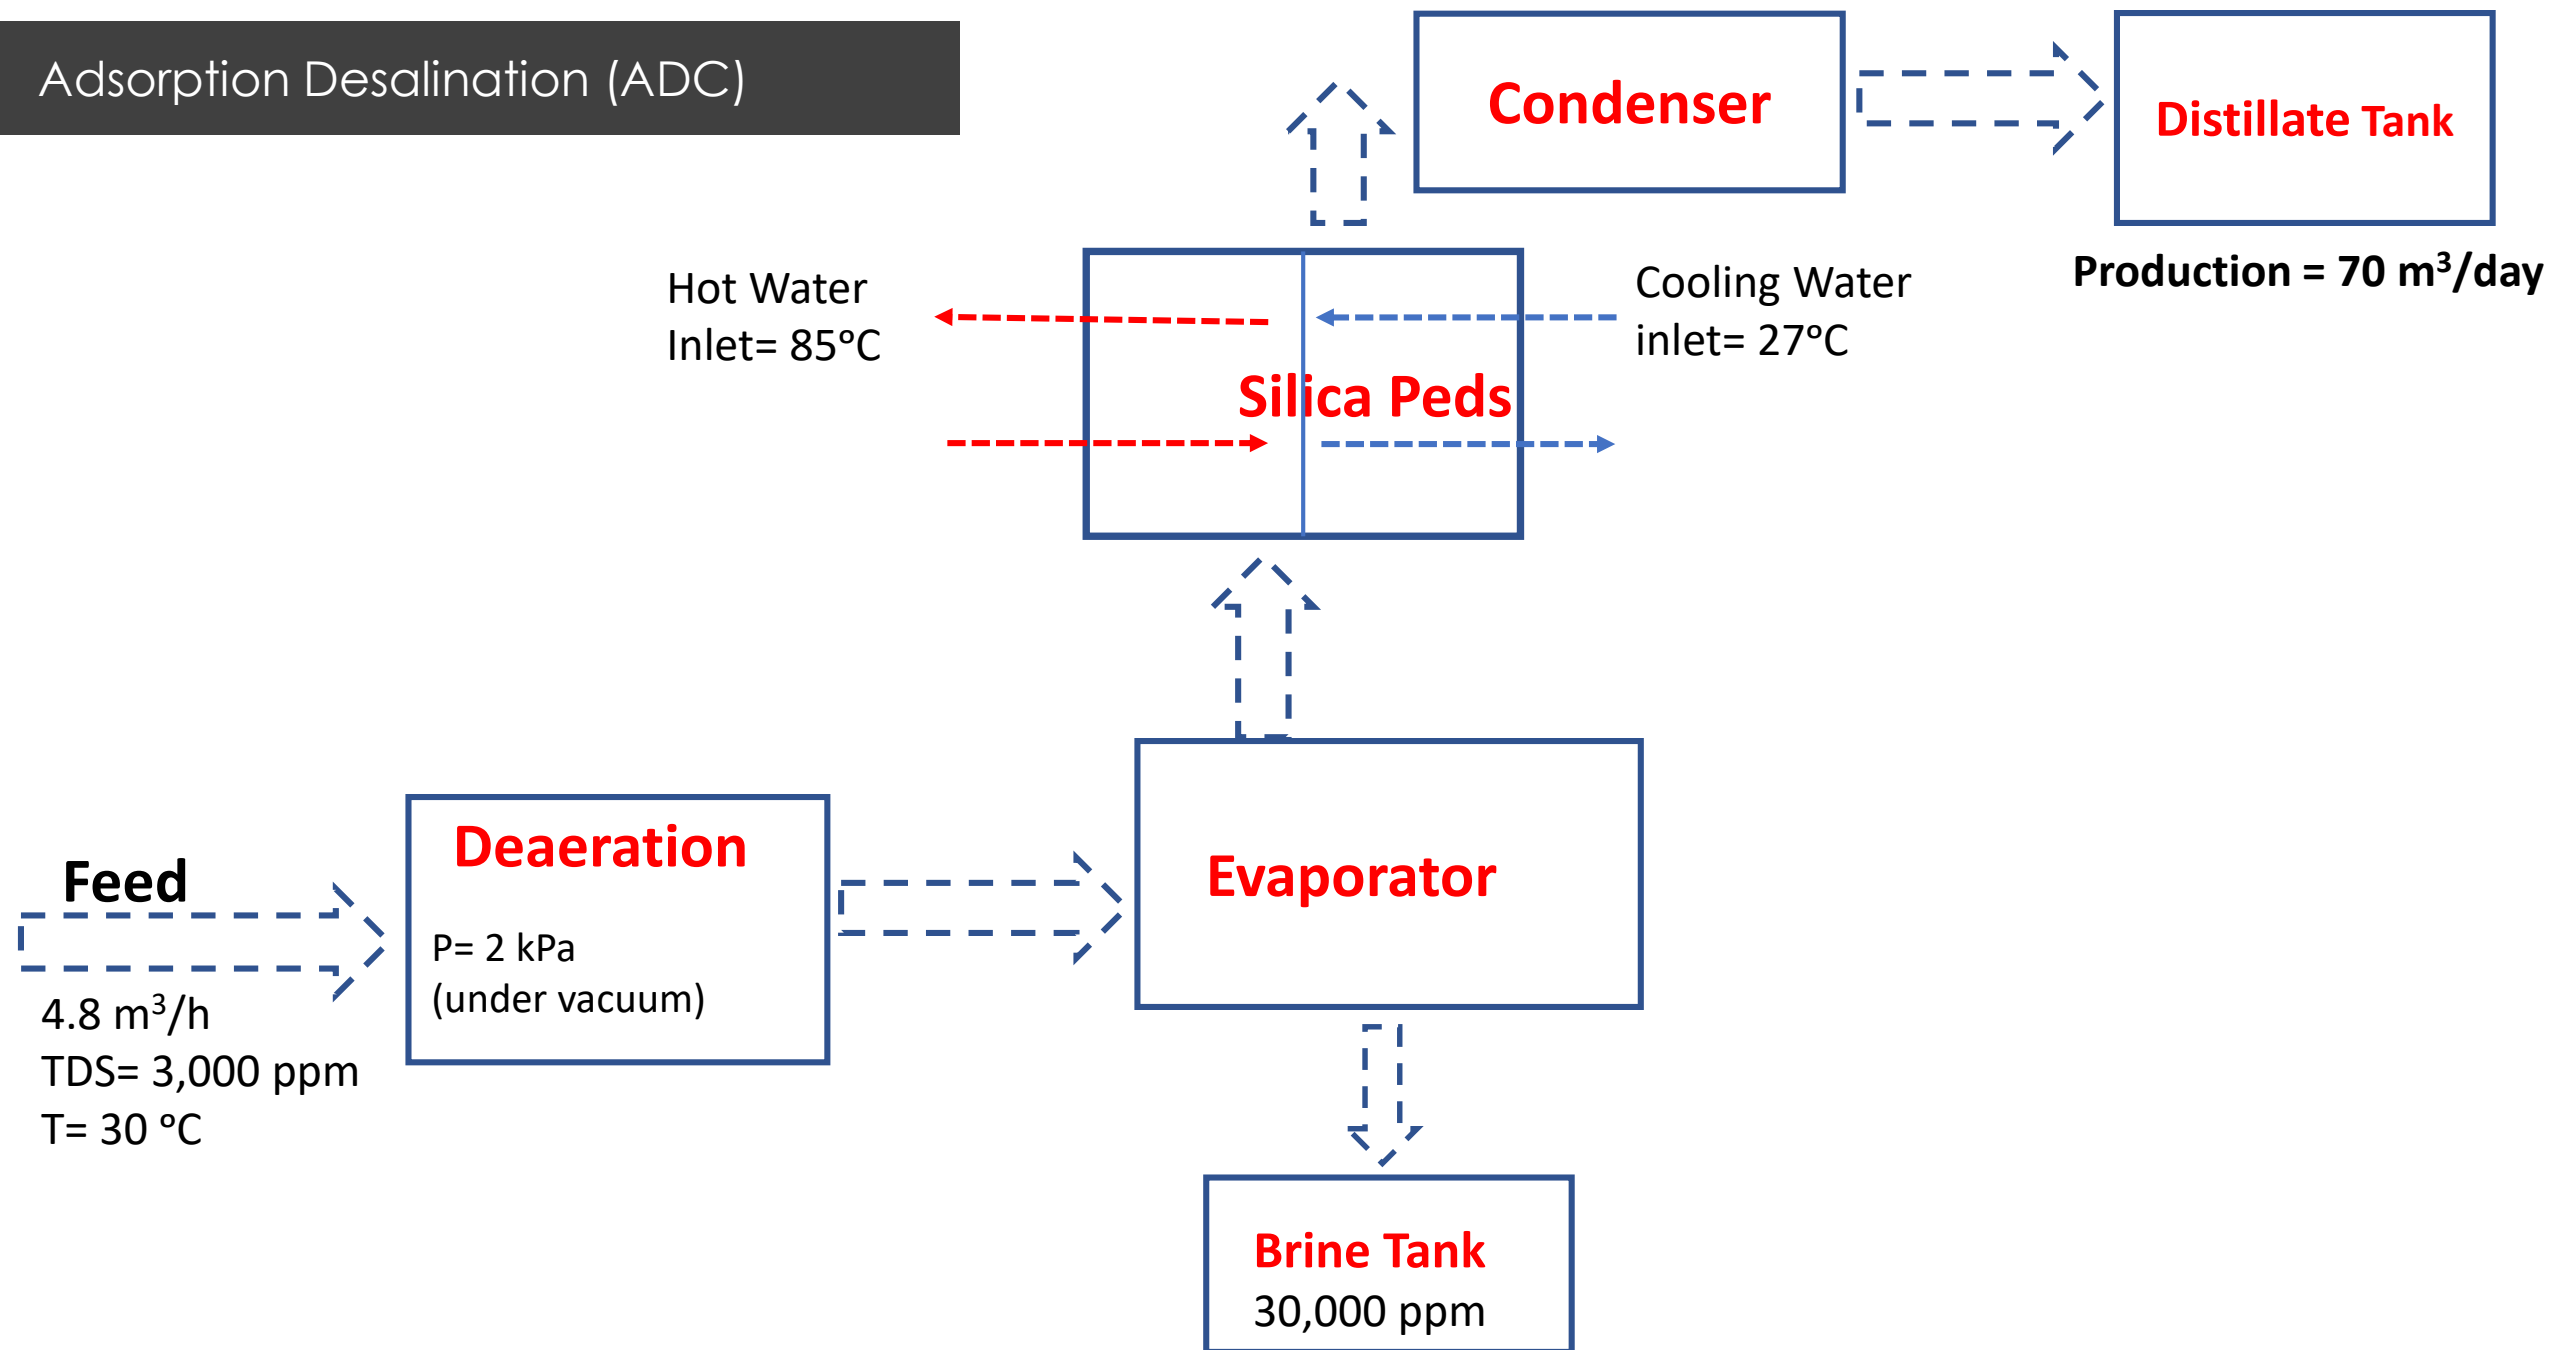 Adsorption Desalination (ADC)
Condenser
Distillate Tank
Production = 70 m³/day
Hot Water
Inlet= 85°C
Cooling Water
inlet= 27°C
Silica Peds
Feed
4.8 m³/h
TDS= 3,000 ppm
T= 30 °C
Deaeration
P= 2 kPa
(under vacuum)
Evaporator
Brine Tank
30,000 ppm